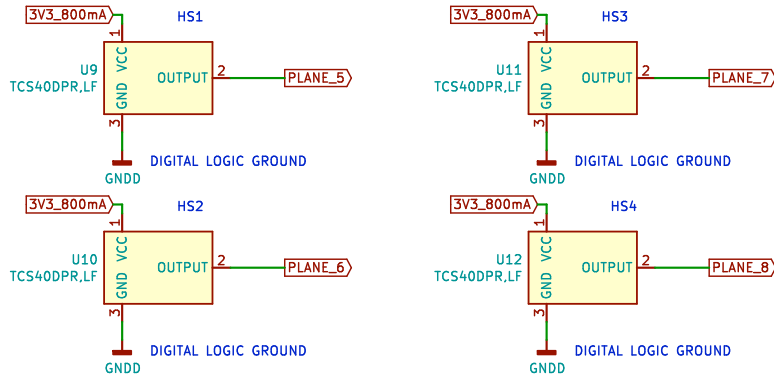 3V3_800mA
HS1
1
U9
TCS40DPR,LF
VCC
GND
OUTPUT
2
PLANE_5
3
DIGITAL LOGIC GROUND
GNDD
3V3_800mA
HS3
1
U11
TCS40DPR,LF
VCC
GND
OUTPUT
2
PLANE_7
3
DIGITAL LOGIC GROUND
GNDD
3V3_800mA
HS2
1
U10
TCS40DPR,LF
VCC
GND
OUTPUT
2
PLANE_6
3
DIGITAL LOGIC GROUND
GNDD
3V3_800mA
HS4
1
U12
TCS40DPR,LF
VCC
GND
OUTPUT
2
PLANE_8
3
DIGITAL LOGIC GROUND
GNDD